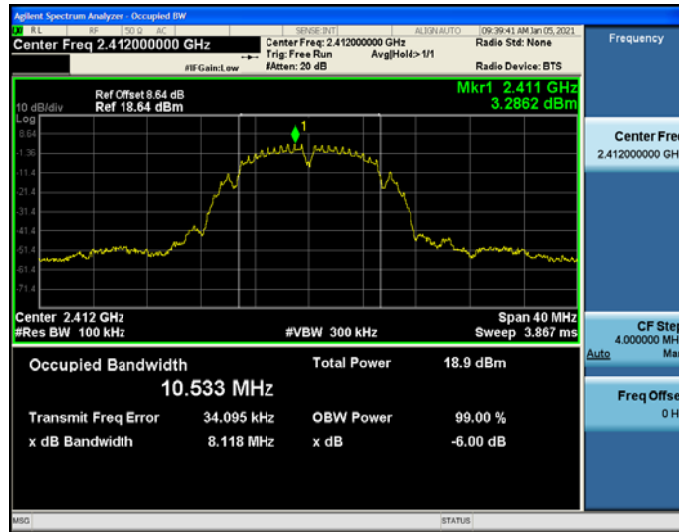 Agilent Spectrum Analyzer - Occupied BW
RL RF 50 Ω AC SENSE:INT ALIGN AUTO 09:39:41 AM Jan 05, 2021
Center Freq 2.412000000 GHz
Center Freq: 2.412000000 GHz
Radio Std: None
Trig: Free Run Avg|Hold:> 1/1
#IFGain:Low #Atten: 20 dB Radio Device: BTS
Frequency
Ref Offset 8.64 dB
Ref 18.64 dBm
Mkr1 2.411 GHz
3.2862 dBm
10 dB/div
Log
1
8.64
-1.36
-11.4
-21.4
-31.4
-41.4
-51.4
-61.4
-71.4
Center Fre
2.412000000 GH
Center 2.412 GHz Span 40 MHz
#Res BW 100 kHz #VBW 300 kHz Sweep 3.867 ms
CF Step
4.000000 MH
Auto Ma
Occupied Bandwidth Total Power 18.9 dBm
10.533 MHz
Transmit Freq Error 34.095 kHz OBW Power 99.00 %
x dB Bandwidth 8.118 MHz x dB -6.00 dB
Freq Offse
0 H
MSG STATUS